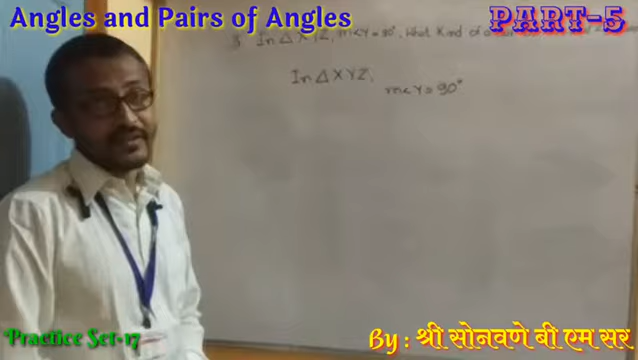 Angles and Pairs of Angles
PART-5
3. In △XYZ, m∠Y = 90°. What Kind of a
In △XYZ,
m∠Y = 90°
Practice Set-17
By : श्री सोनवणे बी एम सर